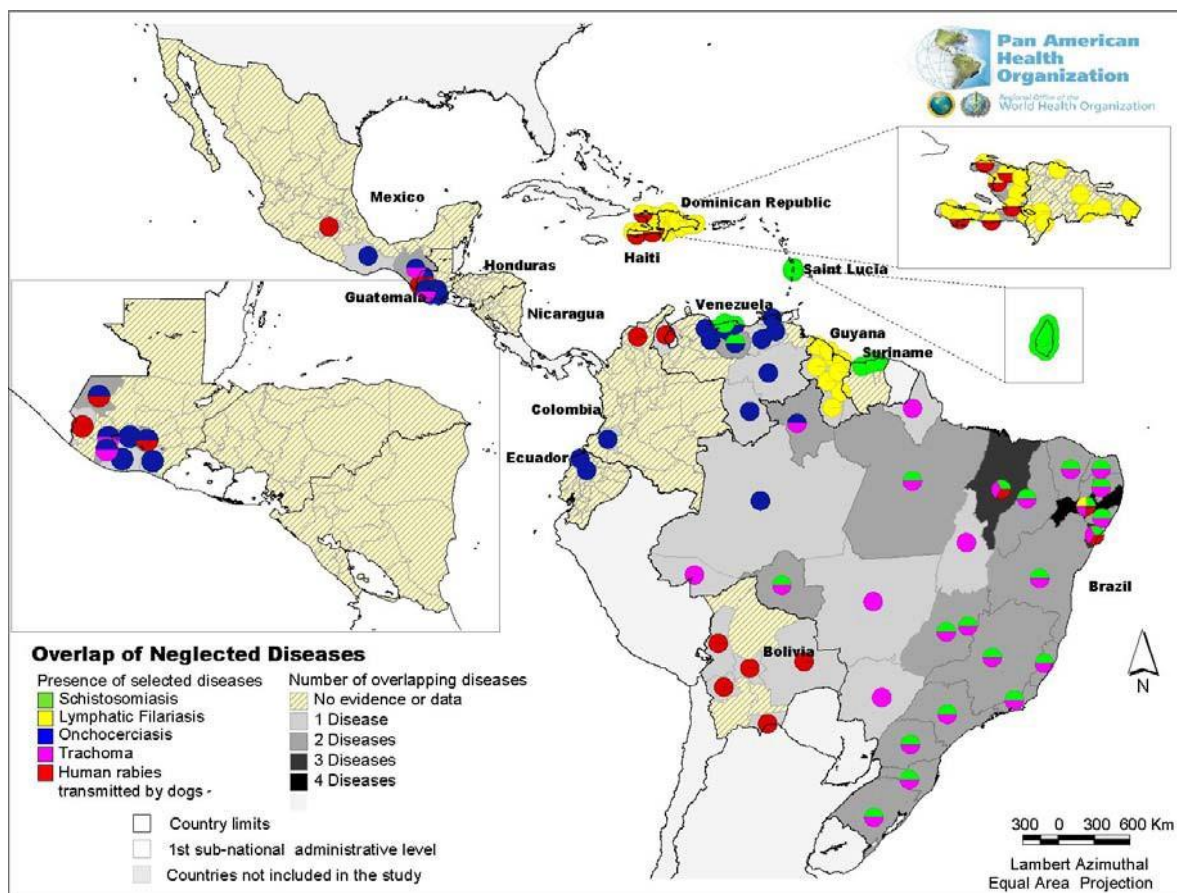 Pan American
Health
Organization
Regional Office of the
World Health Organization
Mexico
Dominican Republic
Haiti
Honduras
Saint Lucia
Guatemala
Nicaragua
Venezuela
Guyana
Suriname
Colombia
Ecuador
Brazil
Bolivia
N
Overlap of Neglected Diseases
Presence of selected diseases
Schistosomiasis
Lymphatic Filariasis
Onchocerciasis
Trachoma
Human rabies
transmitted by dogs -
Number of overlapping diseases
No evidence or data
1 Disease
2 Diseases
3 Diseases
4 Diseases
Country limits
1st sub-national administrative level
Countries not included in the study
300 0 300 600 Km
Lambert Azimuthal
Equal Area Projection